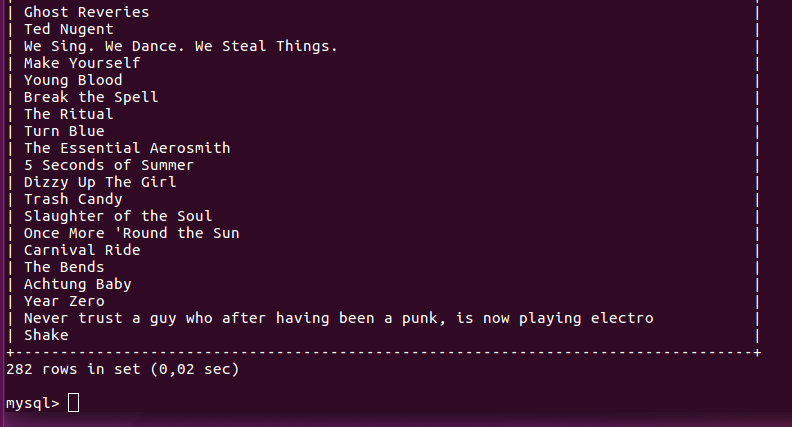 | Ghost Reveries |
| Ted Nugent |
| We Sing. We Dance. We Steal Things. |
| Make Yourself |
| Young Blood |
| Break the Spell |
| The Ritual |
| Turn Blue |
| The Essential Aerosmith |
| 5 Seconds of Summer |
| Dizzy Up The Girl |
| Trash Candy |
| Slaughter of the Soul |
| Once More 'Round the Sun |
| Carnival Ride |
| The Bends |
| Achtung Baby |
| Year Zero |
| Never trust a guy who after having been a punk, is now playing electro |
| Shake |
+----------------------------------------------------------------------------------+
282 rows in set (0,02 sec)
mysql>